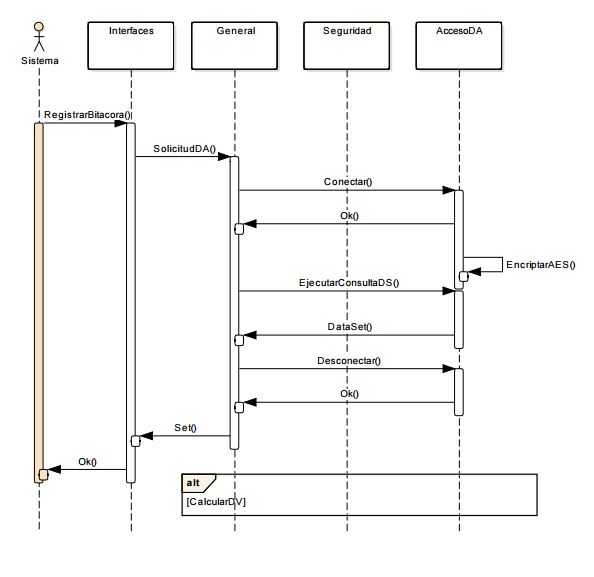 Interfaces
General
Seguridad
AccesoDA
Sistema
RegistrarBitacora()
SolicitudDA()
Conectar()
Ok()
EncriptarAES()
EjecutarConsultaDS()
DataSet()
Desconectar()
Ok()
Set()
Ok()
alt
[CalcularDV]